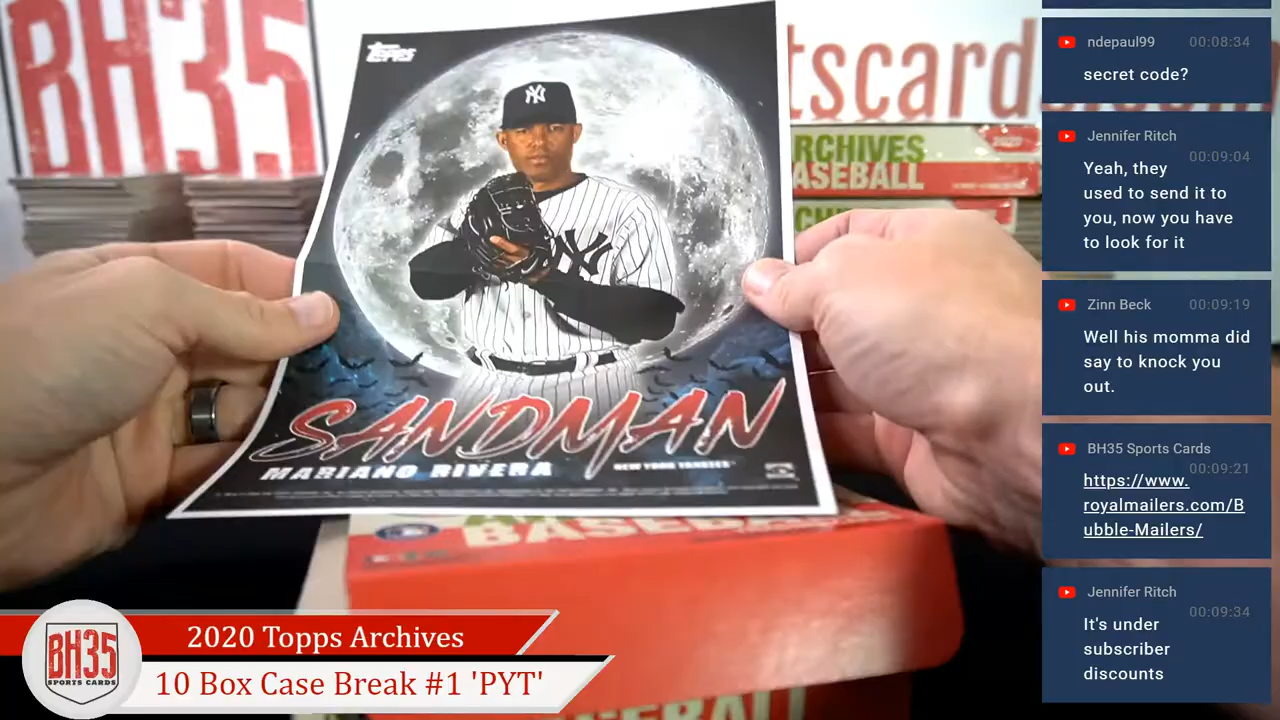 BH35
tscard
TOPPS
NY
NY
ARCHIVES
BASEBALL
SANDMAN
MARIANO RIVERA
NEW YORK YANKEES
BASEBALL
BH35
SPORTS CARDS
2020 Topps Archives
10 Box Case Break #1 'PYT'
ndepaul99 00:08:34
secret code?
Jennifer Ritch 00:09:04
Yeah, they
used to send it to
you, now you have
to look for it
Zinn Beck 00:09:19
Well his momma did
say to knock you
out.
BH35 Sports Cards 00:09:21
https://www.
royalmailers.com/B
ubble-Mailers/
Jennifer Ritch 00:09:34
It's under
subscriber
discounts